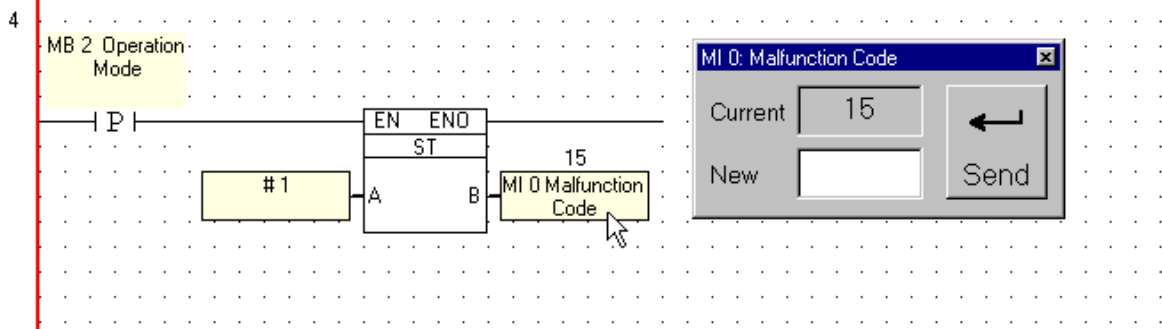 4
MB 2 Operation
Mode
P
EN ENO
ST
# 1
A
B
15
MI 0 Malfunction
Code
MI 0: Malfunction Code
Current 15
New
Send